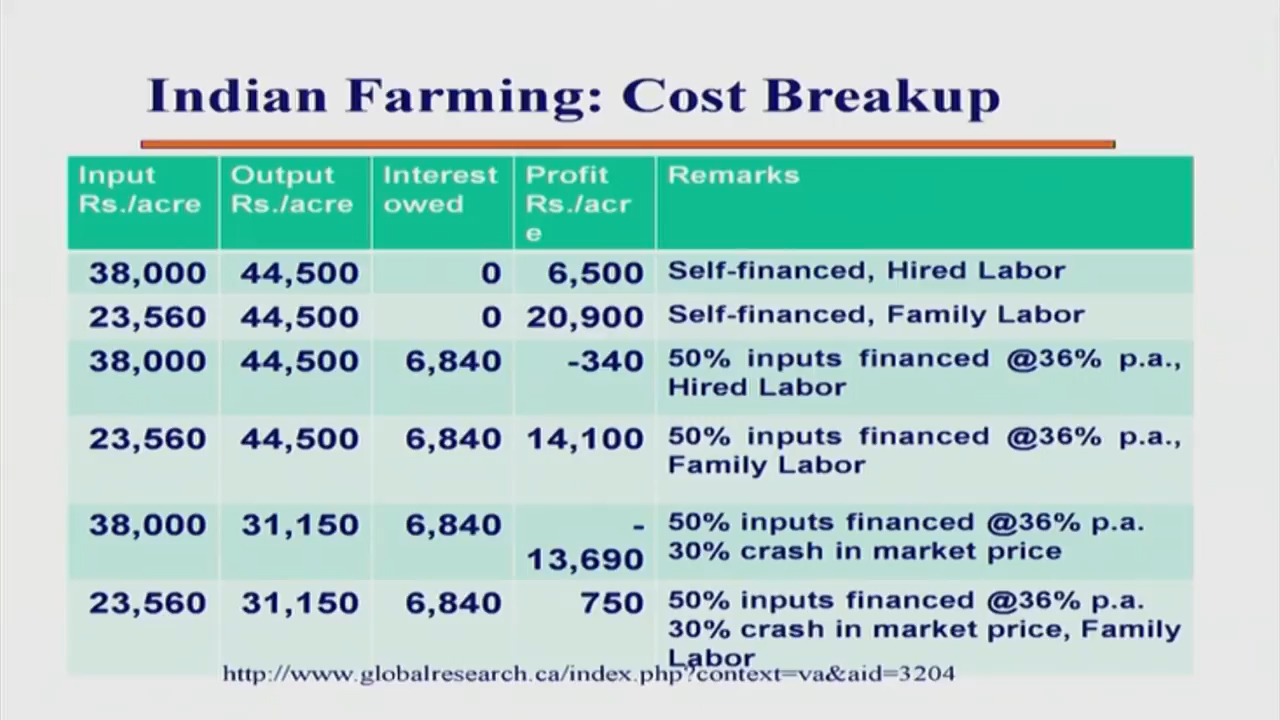 Indian Farming: Cost Breakup
Input Output Interest Profit Remarks
Rs./acre Rs./acre owed Rs./acr
e
38,000 44,500 0 6,500 Self-financed, Hired Labor
23,560 44,500 0 20,900 Self-financed, Family Labor
38,000 44,500 6,840 -340 50% inputs financed @36% p.a.,
Hired Labor
23,560 44,500 6,840 14,100 50% inputs financed @36% p.a.,
Family Labor
38,000 31,150 6,840 - 50% inputs financed @36% p.a.
13,690 30% crash in market price
23,560 31,150 6,840 750 50% inputs financed @36% p.a.
30% crash in market price, Family
Labor
http://www.globalresearch.ca/index.php?context=va&aid=3204